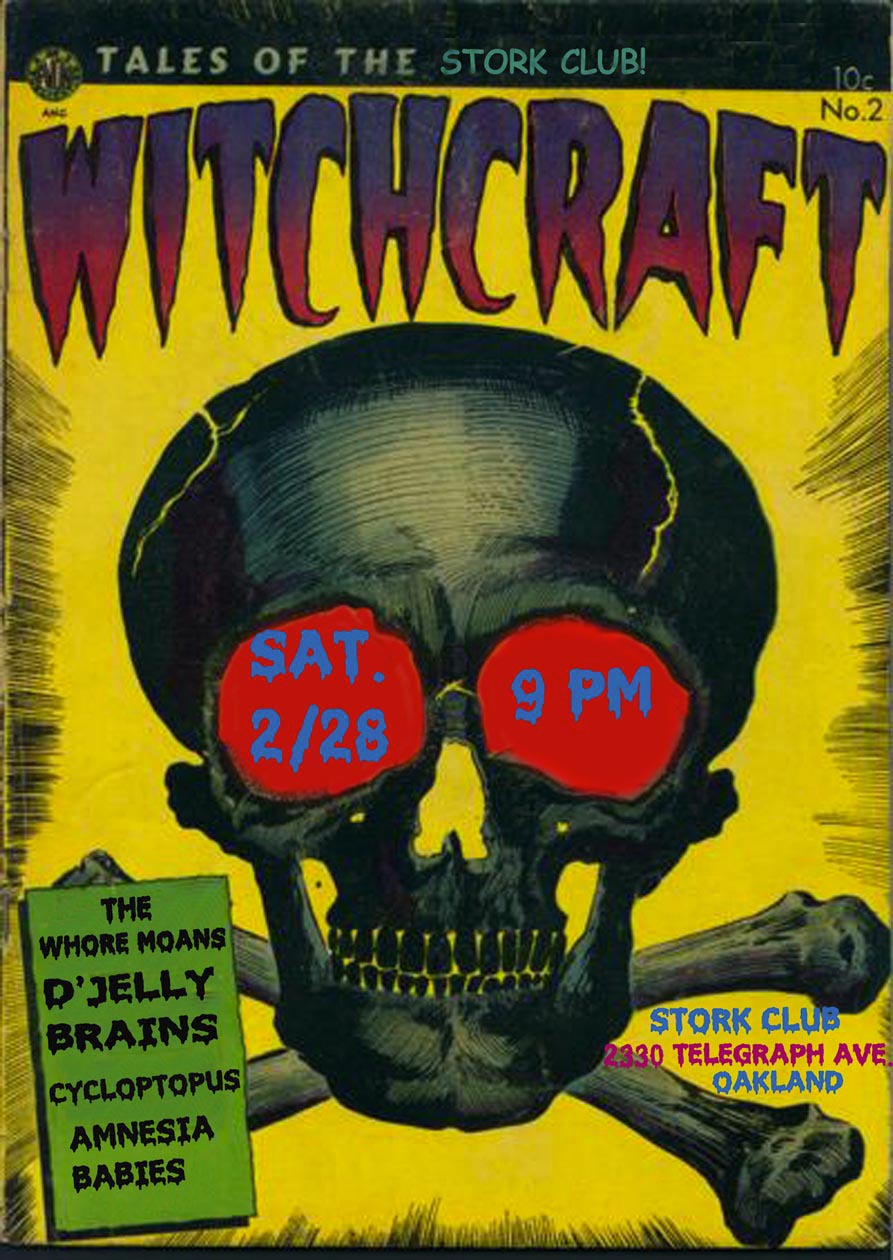 TALES OF THE STORK CLUB!
10c
No.2
WITCHCRAFT
SAT.
2/28
9 PM
THE
WHORE MOANS
D'JELLY
BRAINS
CYCLOPTOPUS
AMNESIA
BABIES
STORK CLUB
2330 TELEGRAPH AVE.
OAKLAND